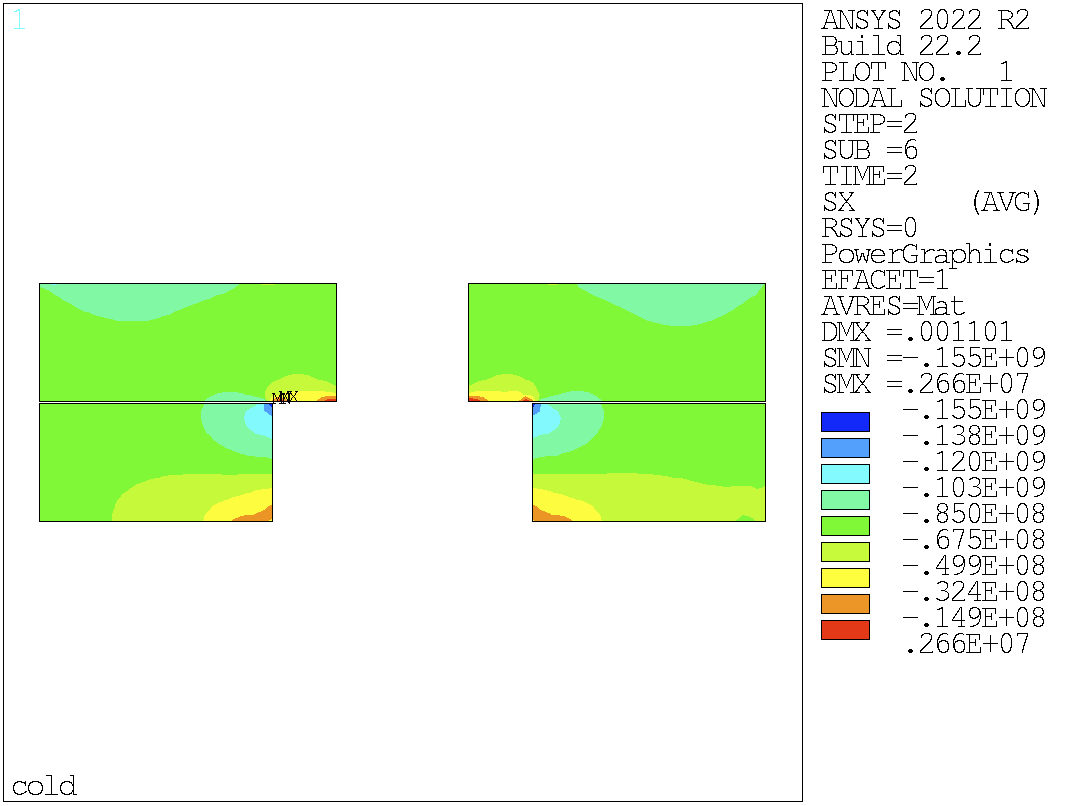 1
ANSYS 2022 R2
Build 22.2
PLOT NO. 1
NODAL SOLUTION
STEP=2
SUB =6
TIME=2
SX (AVG)
RSYS=0
PowerGraphics
EFACET=1
AVRES=Mat
DMX =.001101
SMN =-.155E+09
SMX =.266E+07
-.155E+09
-.138E+09
-.120E+09
-.103E+09
-.850E+08
-.675E+08
-.499E+08
-.324E+08
-.149E+08
.266E+07
cold